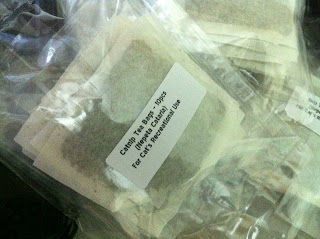 Catnip Tea Bags - 10pcs
(Nepeta Cataria)
For Cat's Recreational Use